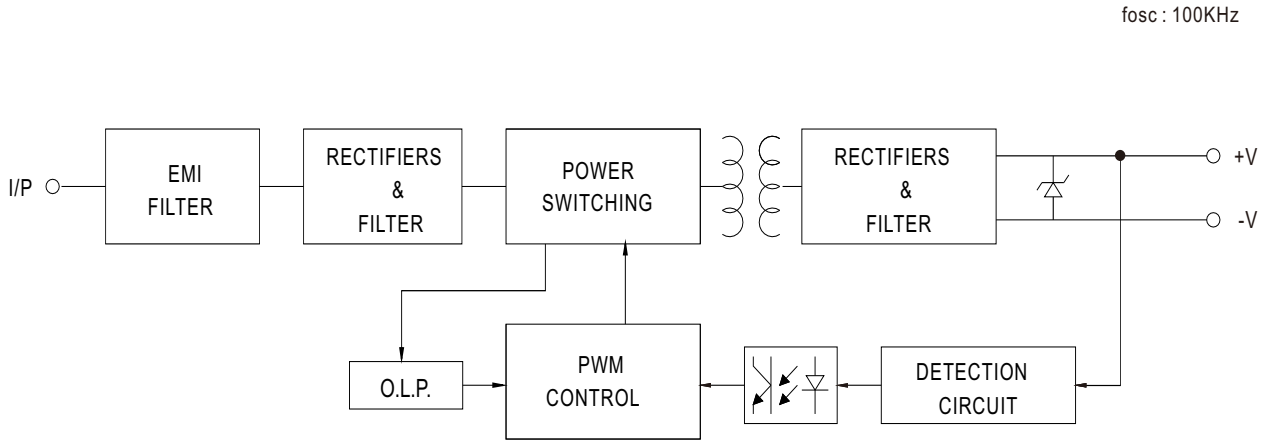 fosc : 100KHz
I/P
EMI
FILTER
RECTIFIERS
&
FILTER
POWER
SWITCHING
RECTIFIERS
&
FILTER
+V
-V
O.L.P.
PWM
CONTROL
DETECTION
CIRCUIT